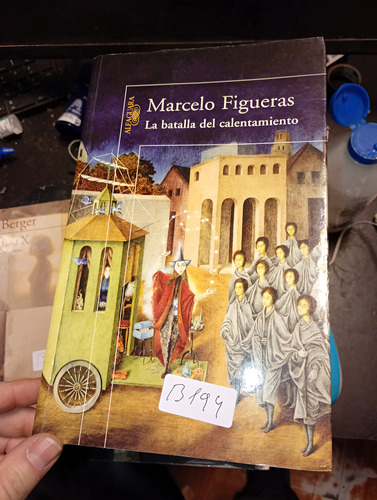 ALFAGUARA
Marcelo Figueras
La batalla del calentamiento
Berger
X
B194